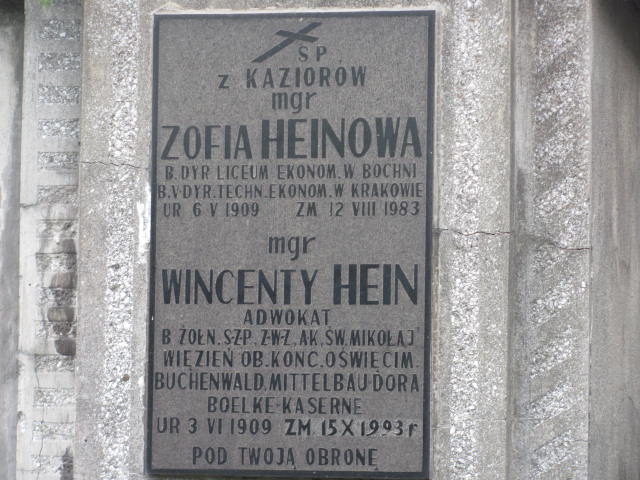 Ś P
z KAZIORÓW
mgr
ZOFIA HEINOWA
B. DYR LICEUM EKONOM. W BOCHNI
B. V-DYR. TECHN. EKONOM. W KRAKOWIE
UR 6 V 1909 ZM 12 VIII 1983
mgr
WINCENTY HEIN
ADWOKAT
B ŻOŁN. SZP. ZWZ. AK. ŚW. MIKOŁAJ
WIĘZIEŃ OB. KONC. OŚWIĘCIM.
BUCHENWALD. MITTELBAU-DORA
BOELKE-KASERNE
UR 3 VI 1909 ZM. 15 X 1993 r
POD TWOJĄ OBRONĘ